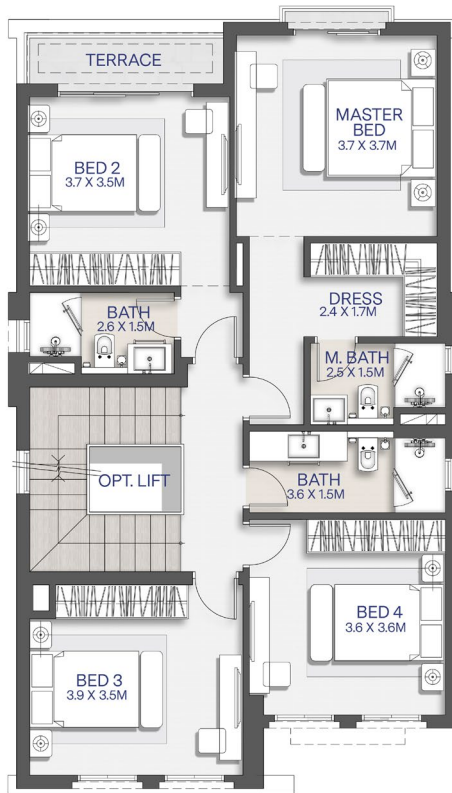 TERRACE
MASTER
BED
3.7 X 3.7M
BED 2
3.7 X 3.5M
BATH
2.6 X 1.5M
DRESS
2.4 X 1.7M
M. BATH
2.5 X 1.5M
OPT. LIFT
BATH
3.6 X 1.5M
BED 4
3.6 X 3.6M
BED 3
3.9 X 3.5M